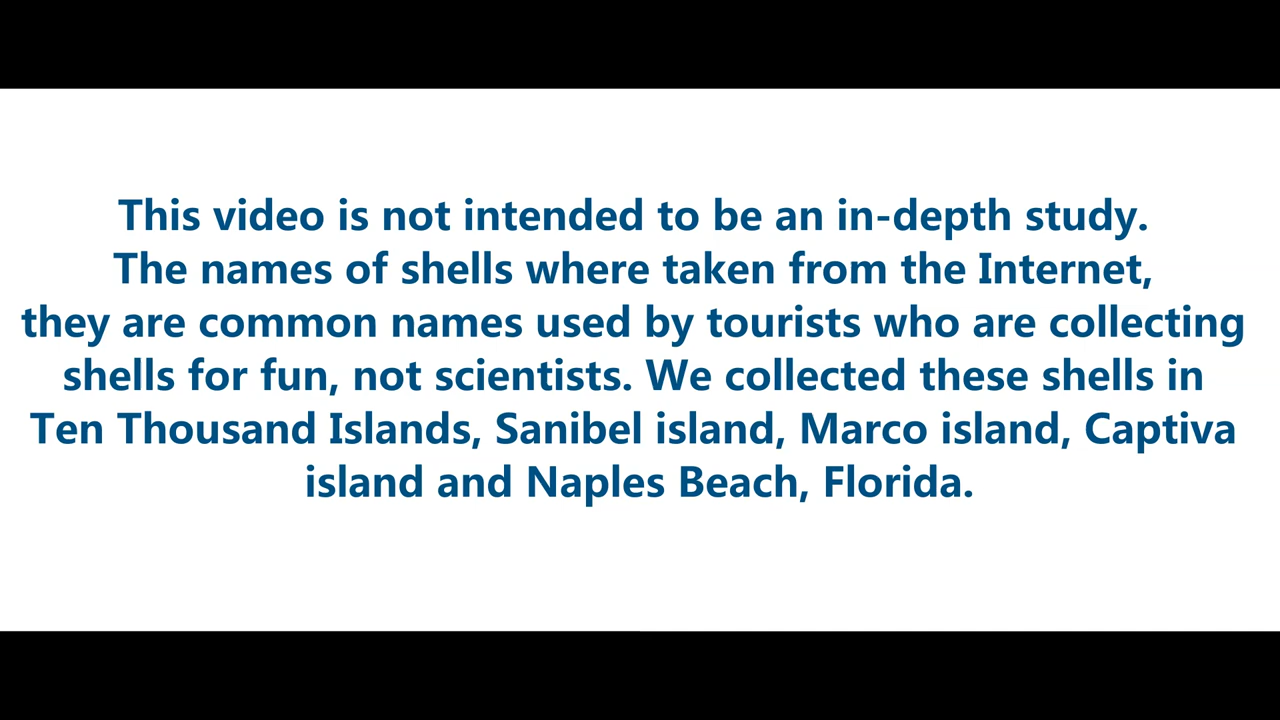 This video is not intended to be an in-depth study.
The names of shells where taken from the Internet,
they are common names used by tourists who are collecting
shells for fun, not scientists. We collected these shells in
Ten Thousand Islands, Sanibel island, Marco island, Captiva
island and Naples Beach, Florida.